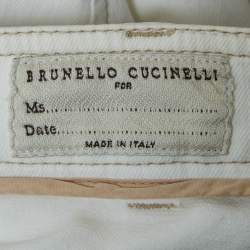 BRUNELLO CUCINELLI
FOR
Ms.......................
Date.....................
MADE IN ITALY